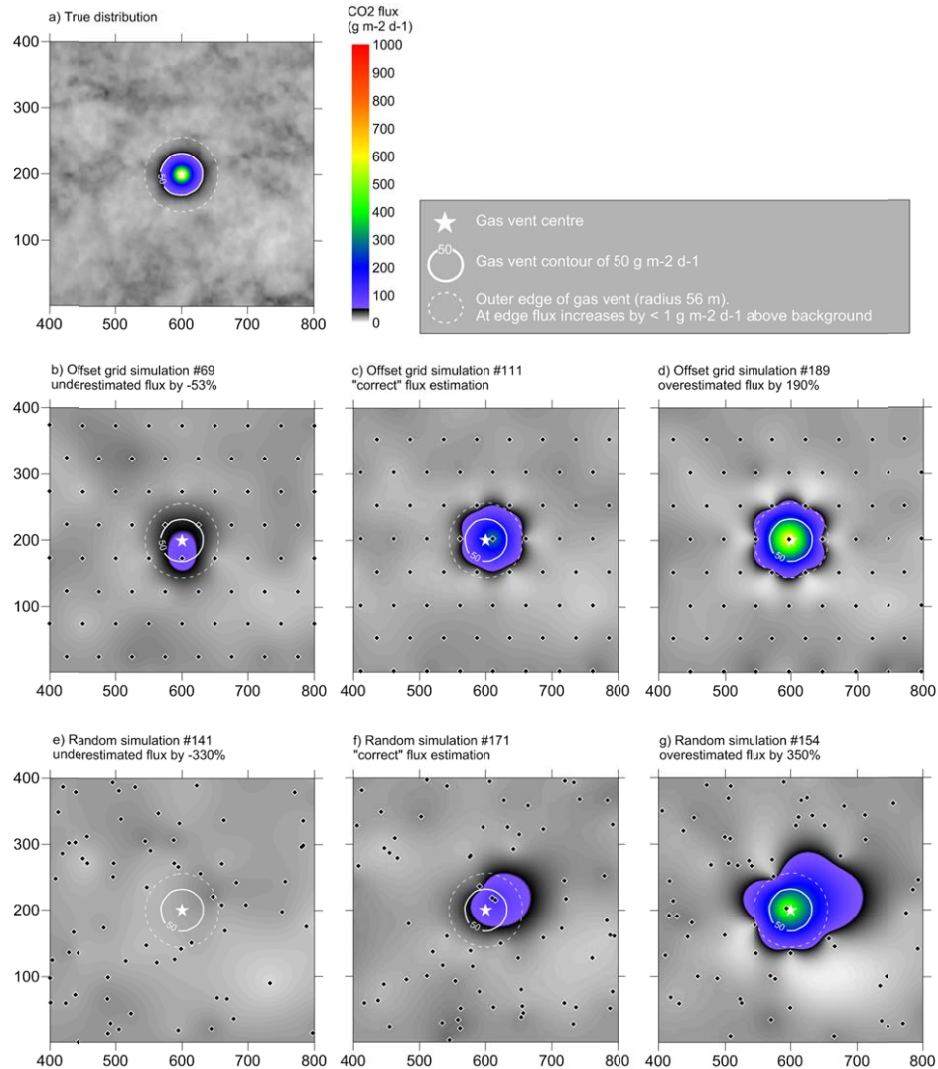 a) True distribution
CO2 flux
(g m-2 d-1)
400
300
200
100
400 500 600 700 800
50
1000
900
800
700
600
500
400
300
200
100
0
Gas vent centre
50
Gas vent contour of 50 g m-2 d-1
Outer edge of gas vent (radius 56 m).
At edge flux increases by < 1 g m-2 d-1 above background
b) Offset grid simulation #69
underestimated flux by -53%
c) Offset grid simulation #111
"correct" flux estimation
d) Offset grid simulation #189
overestimated flux by 190%
400
300
200
100
50
50
50
400 500 600 700 800
400 500 600 700 800
400 500 600 700 800
e) Random simulation #141
underestimated flux by -330%
f) Random simulation #171
"correct" flux estimation
g) Random simulation #154
overestimated flux by 350%
400
300
200
100
50
50
50
400 500 600 700 800
400 500 600 700 800
400 500 600 700 800